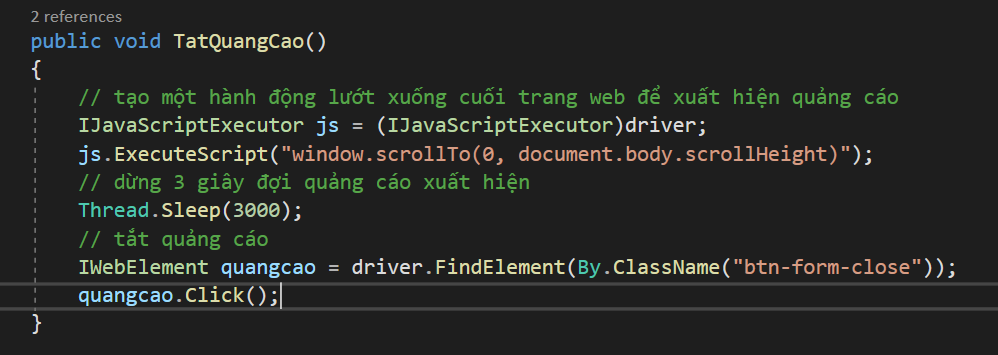 2 references
public void TatQuangCao()
{
// tạo một hành động lướt xuống cuối trang web để xuất hiện quảng cáo
IJavaScriptExecutor js = (IJavaScriptExecutor)driver;
js.ExecuteScript("window.scrollTo(0, document.body.scrollHeight)");
// dừng 3 giây đợi quảng cáo xuất hiện
Thread.Sleep(3000);
// tắt quảng cáo
IWebElement quangcao = driver.FindElement(By.ClassName("btn-form-close"));
quangcao.Click();
}